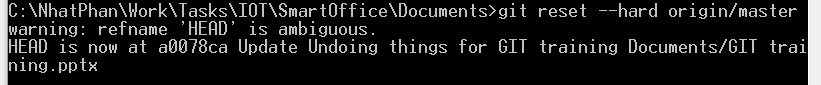 C:\NhatPhan\Work\Tasks\IOT\SmartOffice\Documents>git reset --hard origin/master
warning: refname 'HEAD' is ambiguous.
HEAD is now at a0078ca Update Undoing things for GIT training Documents/GIT trai
ning.pptx